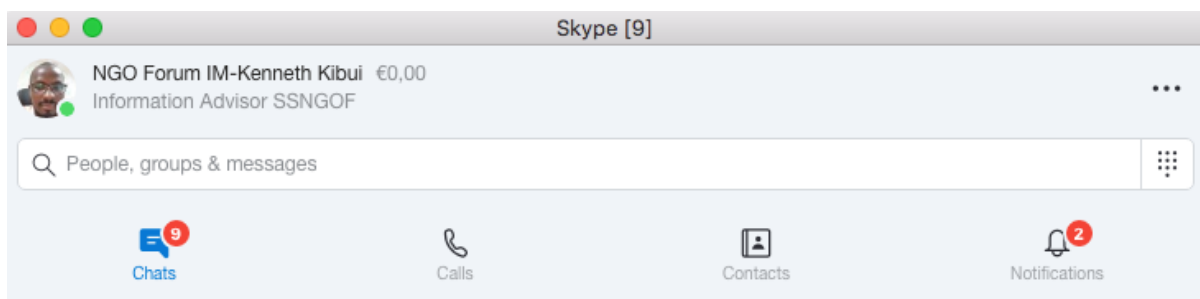 Skype [9]
NGO Forum IM-Kenneth Kibui €0,00
Information Advisor SSNGOF
People, groups & messages
9
2
Chats Calls Contacts Notifications